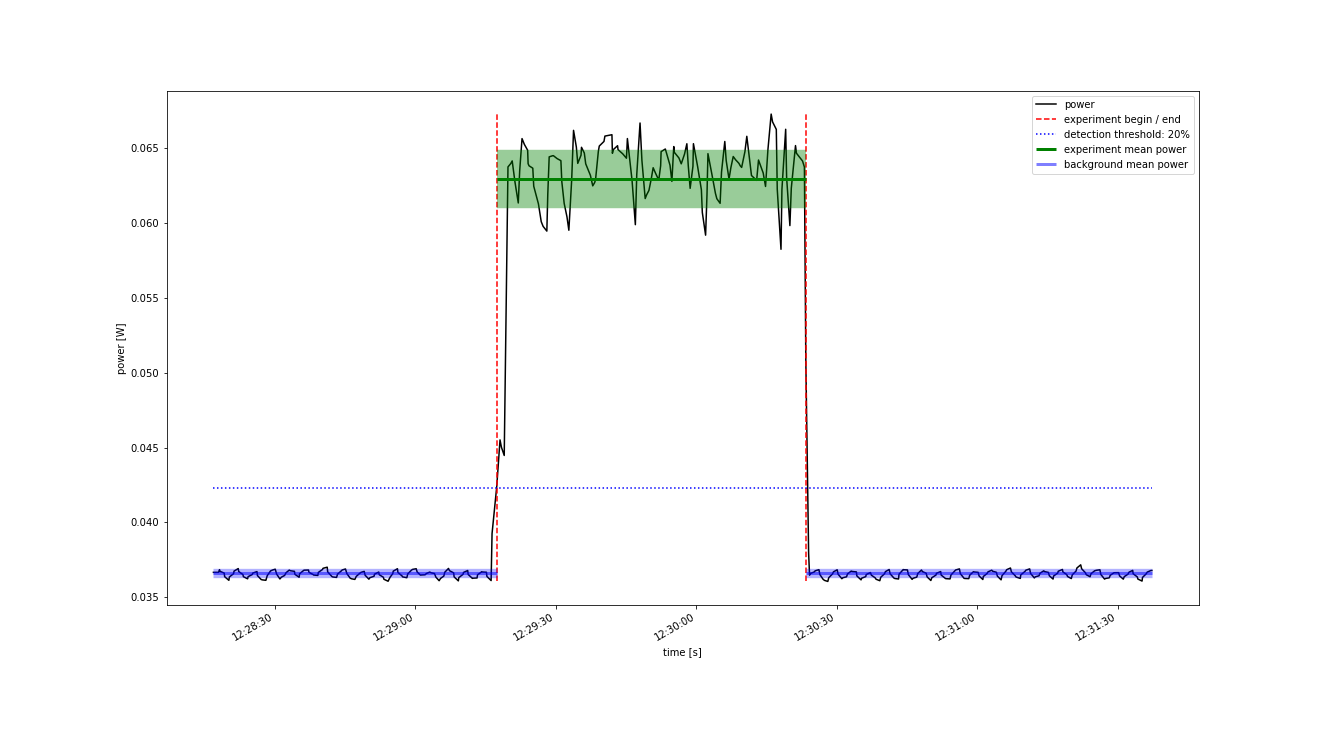 power
experiment begin / end
detection threshold: 20%
experiment mean power
background mean power
power [W]
0.065
0.060
0.055
0.050
0.045
0.040
0.035
12:28:30
12:29:00
12:29:30
12:30:00
12:30:30
12:31:00
12:31:30
time [s]